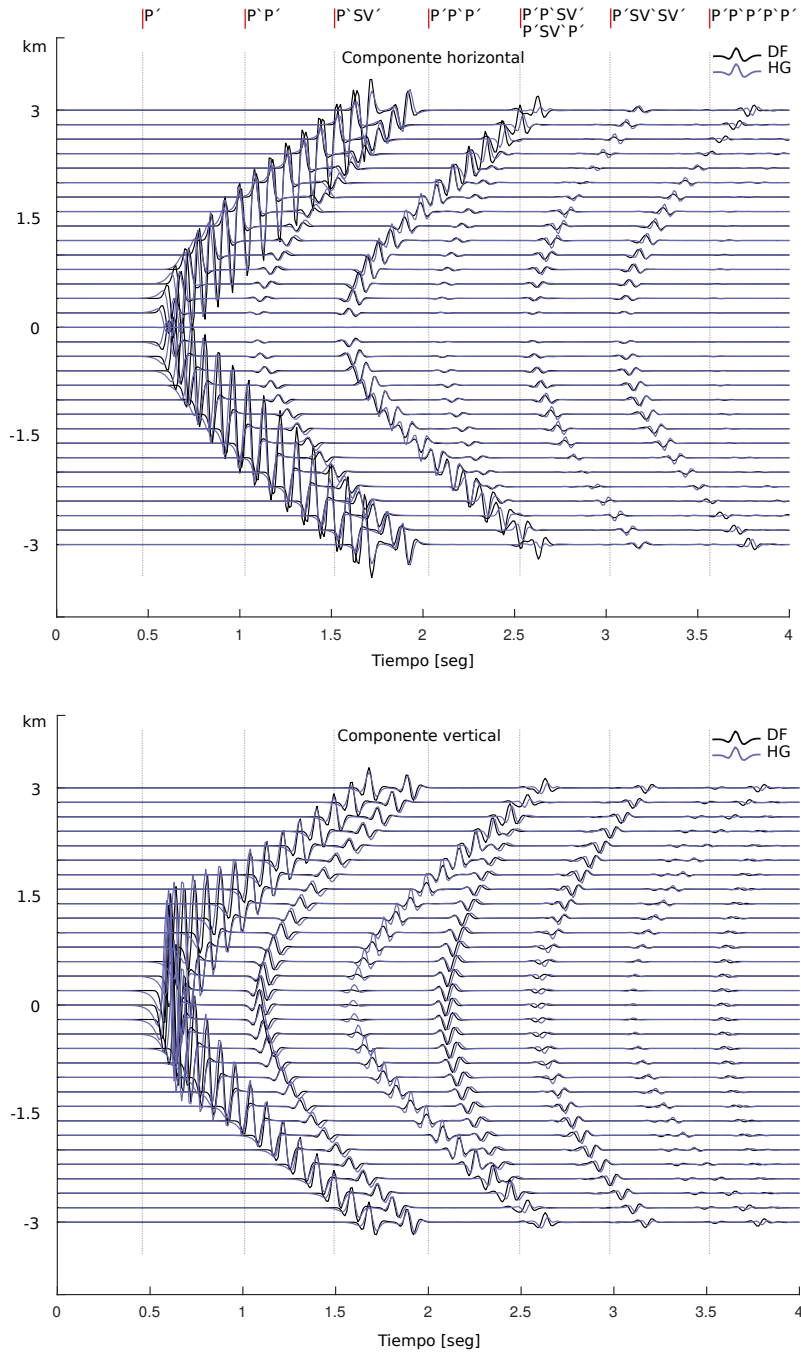 P´ P`P´ P`SV´ P´P`P´ P´P`SV´ P´SV`SV´ P´P`P´P`P´
P´SV`P´
km
Componente horizontal
DF
HG
3
1.5
0
-1.5
-3
0 0.5 1 1.5 2 2.5 3 3.5 4
Tiempo [seg]
km
Componente vertical
DF
HG
3
1.5
0
-1.5
-3
0 0.5 1 1.5 2 2.5 3 3.5 4
Tiempo [seg]